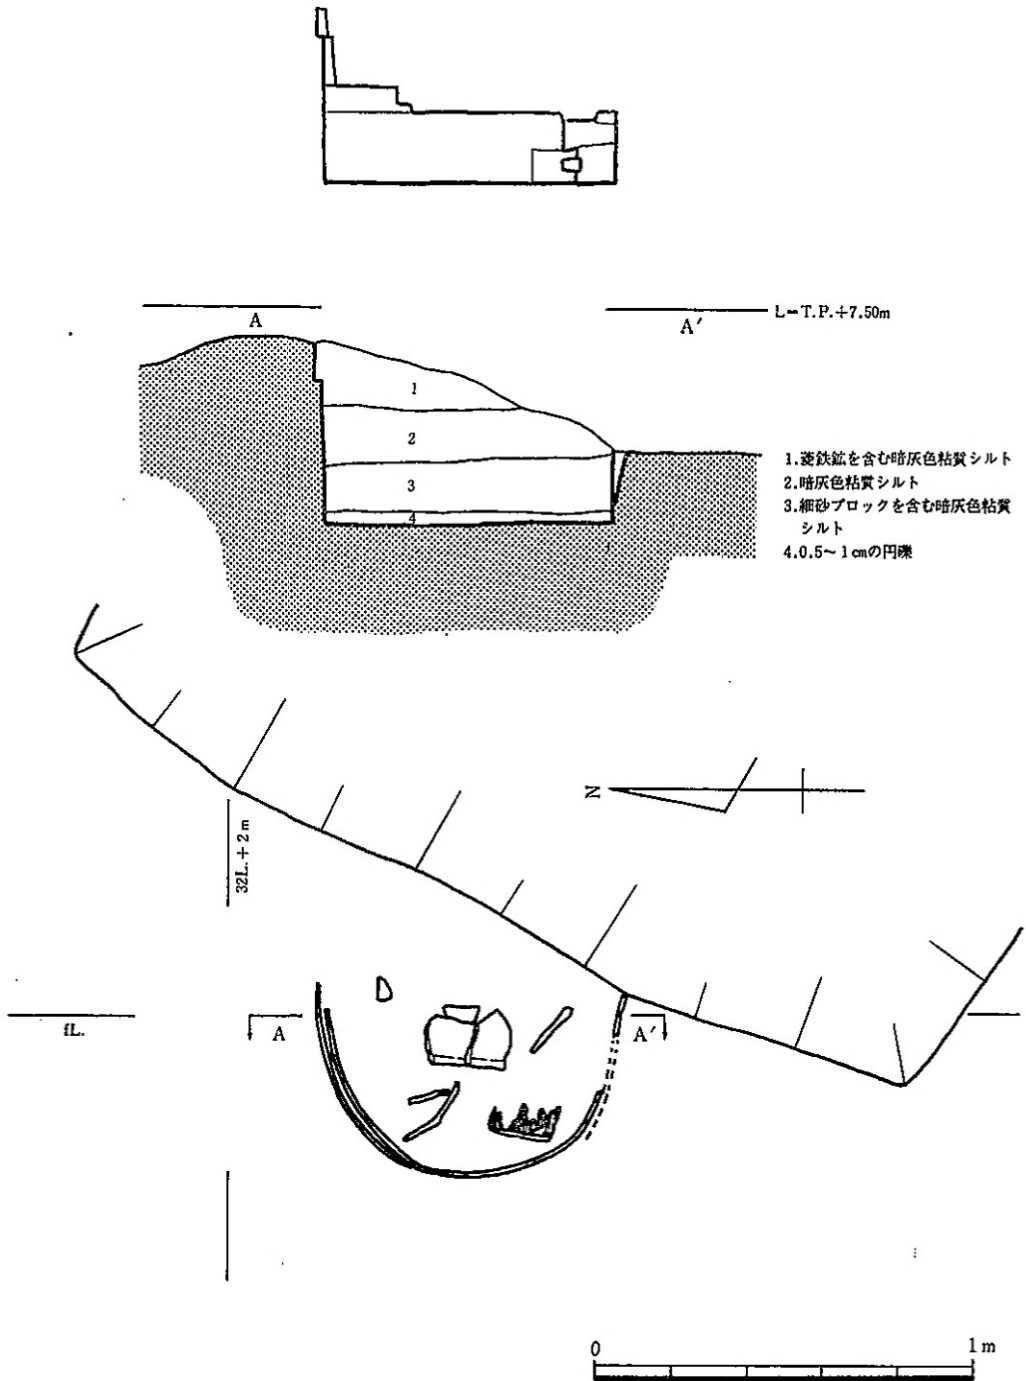 A
A′
L=T.P.+7.50m
1
2
3
4
1.菱鉄鉱を含む暗灰色粘質シルト
2.暗灰色粘質シルト
3.細砂ブロックを含む暗灰色粘質
シルト
4.0.5～1㎝の円礫
N
32L.+2m
fL.
A
A′
0
1m